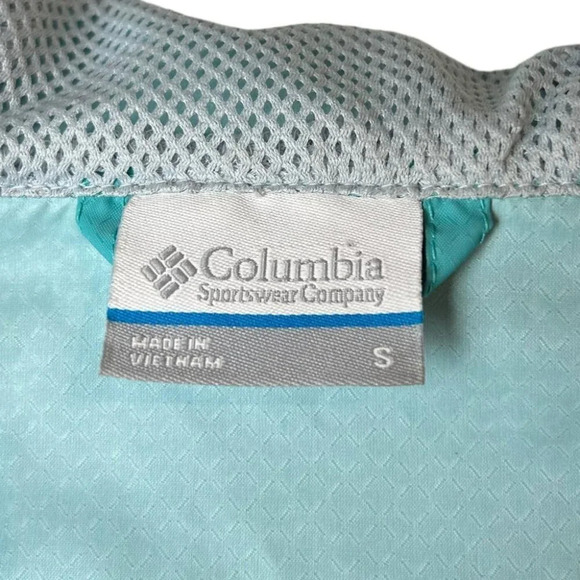 Columbia
Sportswear Company
MADE IN
VIETNAM
S